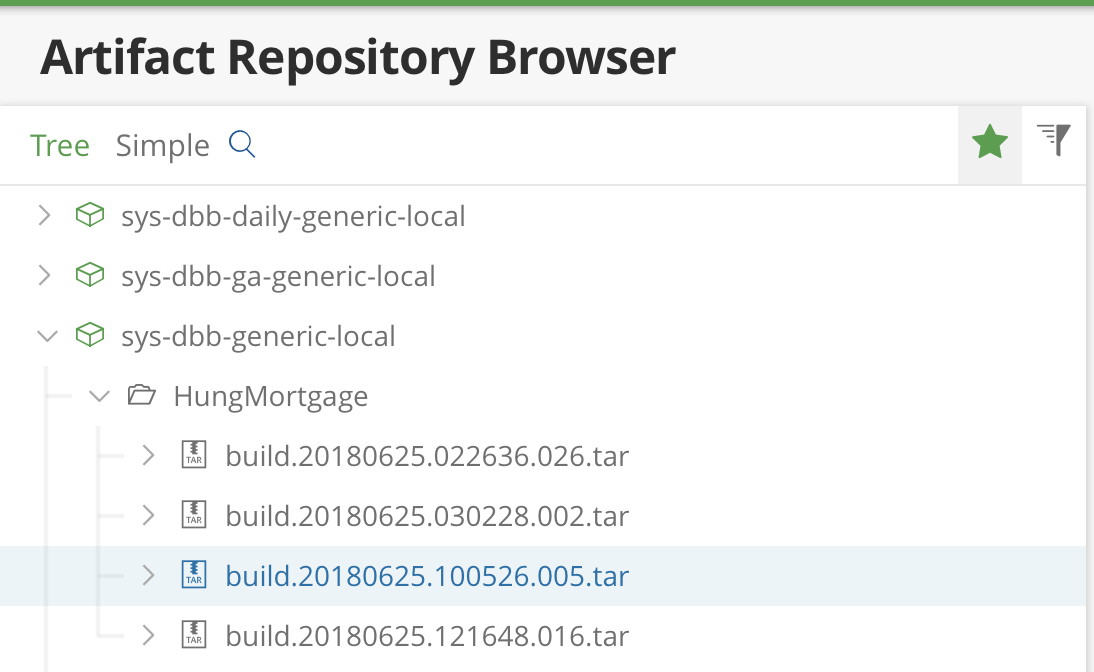 Artifact Repository Browser
Tree Simple
sys-dbb-daily-generic-local
sys-dbb-ga-generic-local
sys-dbb-generic-local
HungMortgage
TAR build.20180625.022636.026.tar
TAR build.20180625.030228.002.tar
TAR build.20180625.100526.005.tar
TAR build.20180625.121648.016.tar